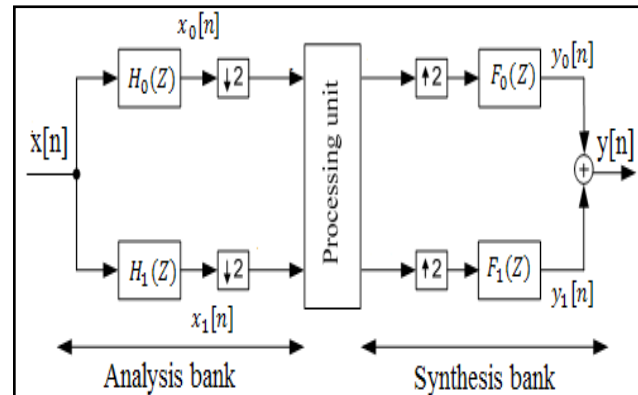 x₀[n]
H₀(Z)
↓2
Processing unit
↑2
F₀(Z)
y₀[n]
x[n]
+
y[n]
H₁(Z)
↓2
↑2
F₁(Z)
x₁[n]
y₁[n]
Analysis bank
Synthesis bank